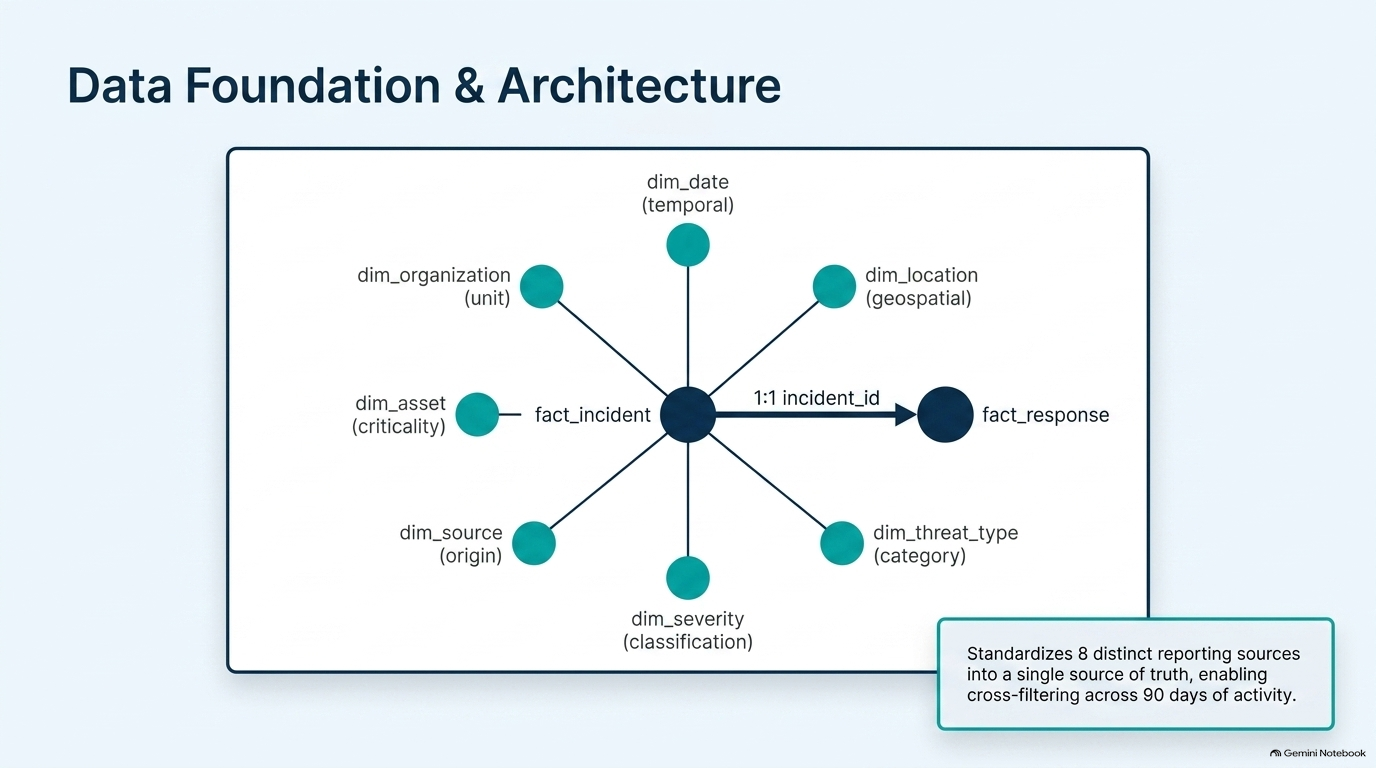 Data Foundation & Architecture
dim_date
(temporal)
dim_organization
(unit)
dim_location
(geospatial)
dim_asset
(criticality)
fact_incident
1:1 incident_id
fact_response
dim_source
(origin)
dim_threat_type
(category)
dim_severity
(classification)
Standardizes 8 distinct reporting sources
into a single source of truth, enabling
cross-filtering across 90 days of activity.
Gemini Notebook